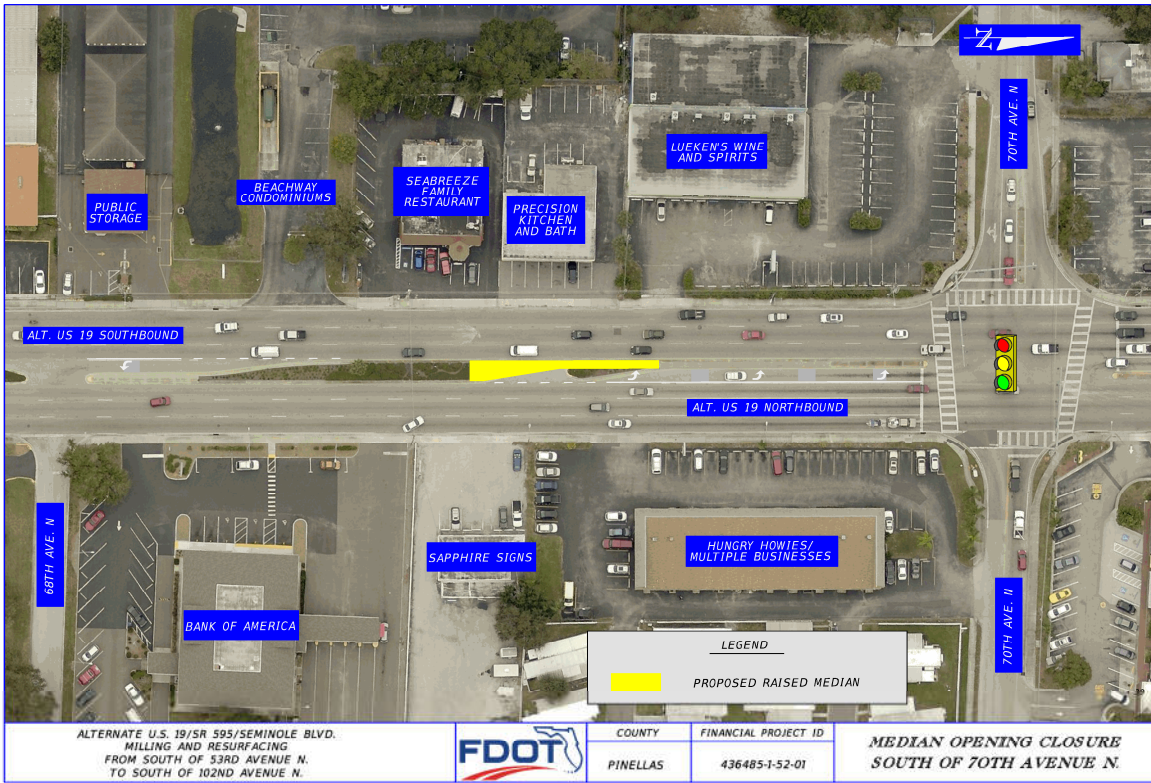 N
70TH AVE. N
LUEKEN'S WINE
AND SPIRITS
SEABREEZE
FAMILY
RESTAURANT
BEACHWAY
CONDOMINIUMS
PUBLIC
STORAGE
PRECISION
KITCHEN
AND BATH
ALT. US 19 SOUTHBOUND
ALT. US 19 NORTHBOUND
68TH AVE. N
SAPPHIRE SIGNS
HUNGRY HOWIES/
MULTIPLE BUSINESSES
BANK OF AMERICA
70TH AVE. N
LEGEND
PROPOSED RAISED MEDIAN
ALTERNATE U.S. 19/SR 595/SEMINOLE BLVD.
MILLING AND RESURFACING
FROM SOUTH OF 53RD AVENUE N.
TO SOUTH OF 102ND AVENUE N.
FDOT
COUNTY
PINELLAS
FINANCIAL PROJECT ID
436485-1-52-01
MEDIAN OPENING CLOSURE
SOUTH OF 70TH AVENUE N.